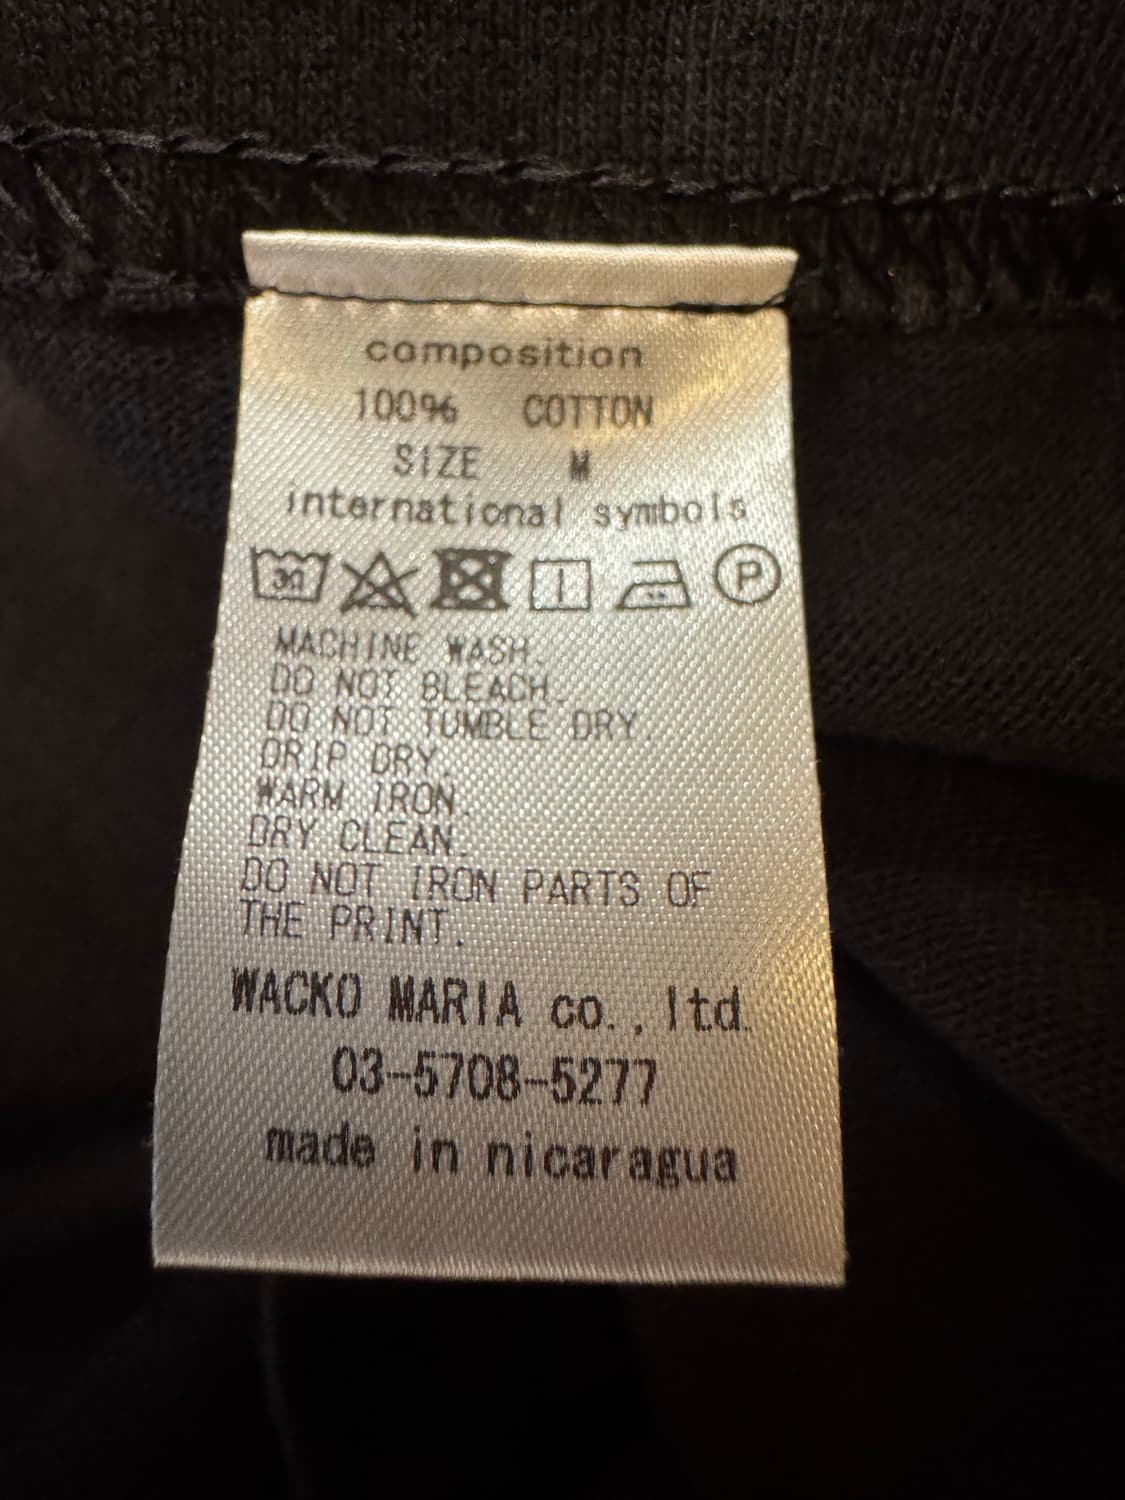 composition
100% COTTON
SIZE M
international symbols
30 P
MACHINE WASH.
DO NOT BLEACH.
DO NOT TUMBLE DRY.
DRIP DRY.
WARM IRON.
DRY CLEAN.
DO NOT IRON PARTS OF
THE PRINT.
WACKO MARIA co.,ltd.
03-5708-5277
made in nicaragua